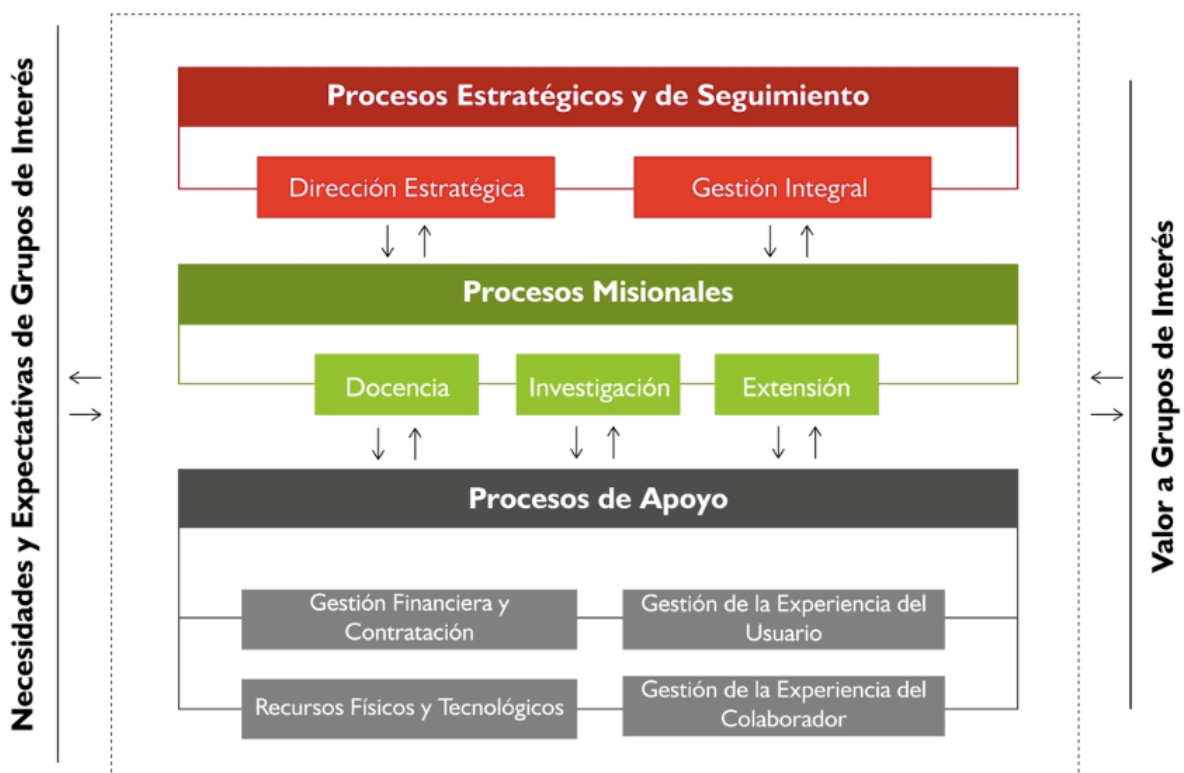 Necesidades y Expectativas de Grupos de Interés
Procesos Estratégicos y de Seguimiento
Dirección Estratégica
Gestión Integral
Procesos Misionales
Docencia
Investigación
Extensión
Procesos de Apoyo
Gestión Financiera y
Contratación
Gestión de la Experiencia del
Usuario
Recursos Físicos y Tecnológicos
Gestión de la Experiencia del
Colaborador
Valor a Grupos de Interés